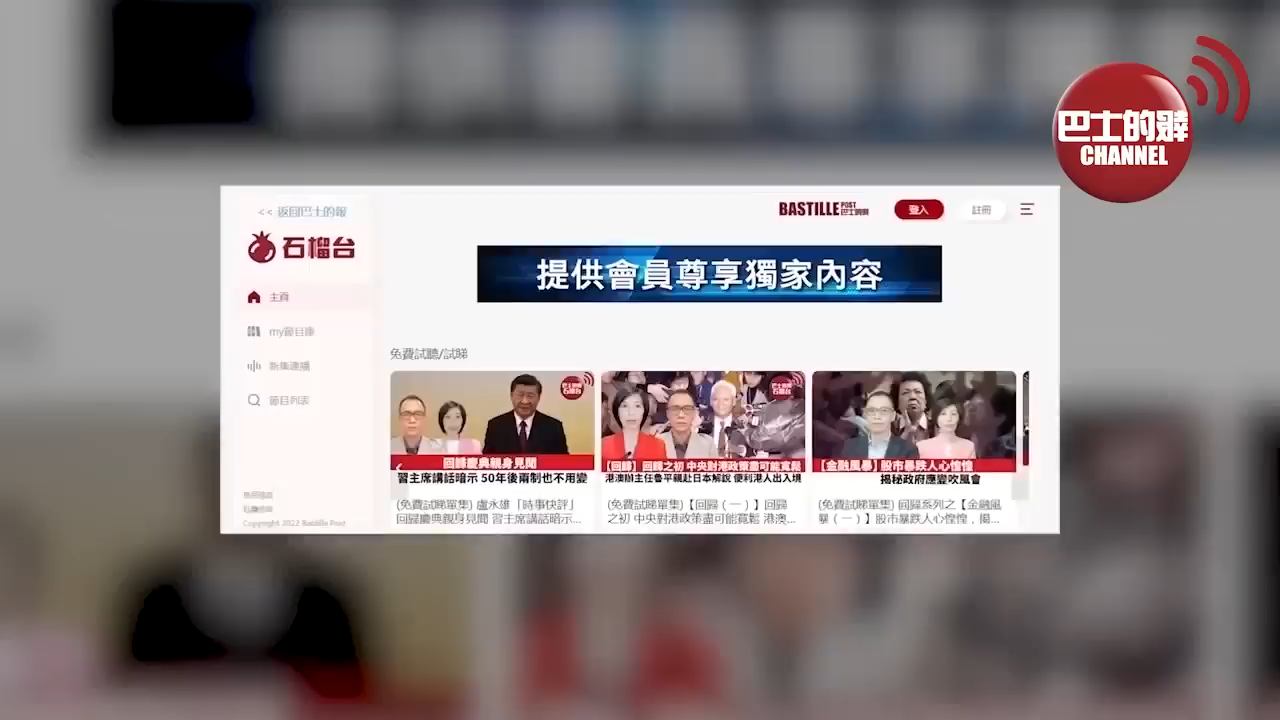 巴士的報
CHANNEL
<< 返回巴士的報
石榴台
BASTILLE POST
巴士的報
登入
註冊
提供會員尊享獨家內容
主頁
my節目庫
新集連播
節目列表
免費試聽/試睇
回歸慶典親身見聞
習主席講話暗示 50年後兩制也不用變
(免費試睇單集) 盧永雄「時事快評」
回歸慶典親身見聞 習主席講話暗示...
【回歸】回歸之初 中央對港政策盡可能寬鬆
港澳辦主任魯平親赴日本解說 便利港人出入境
(免費試睇單集)【回歸（一）】回歸
之初 中央對港政策盡可能寬鬆 港澳...
【金融風暴】股市暴跌人心惶惶
揭秘政府應變吹風會
(免費試睇單集) 回歸系列之【金融風
暴（一）】股市暴跌人心惶惶，揭...
Copyright 2022 Bastille Post